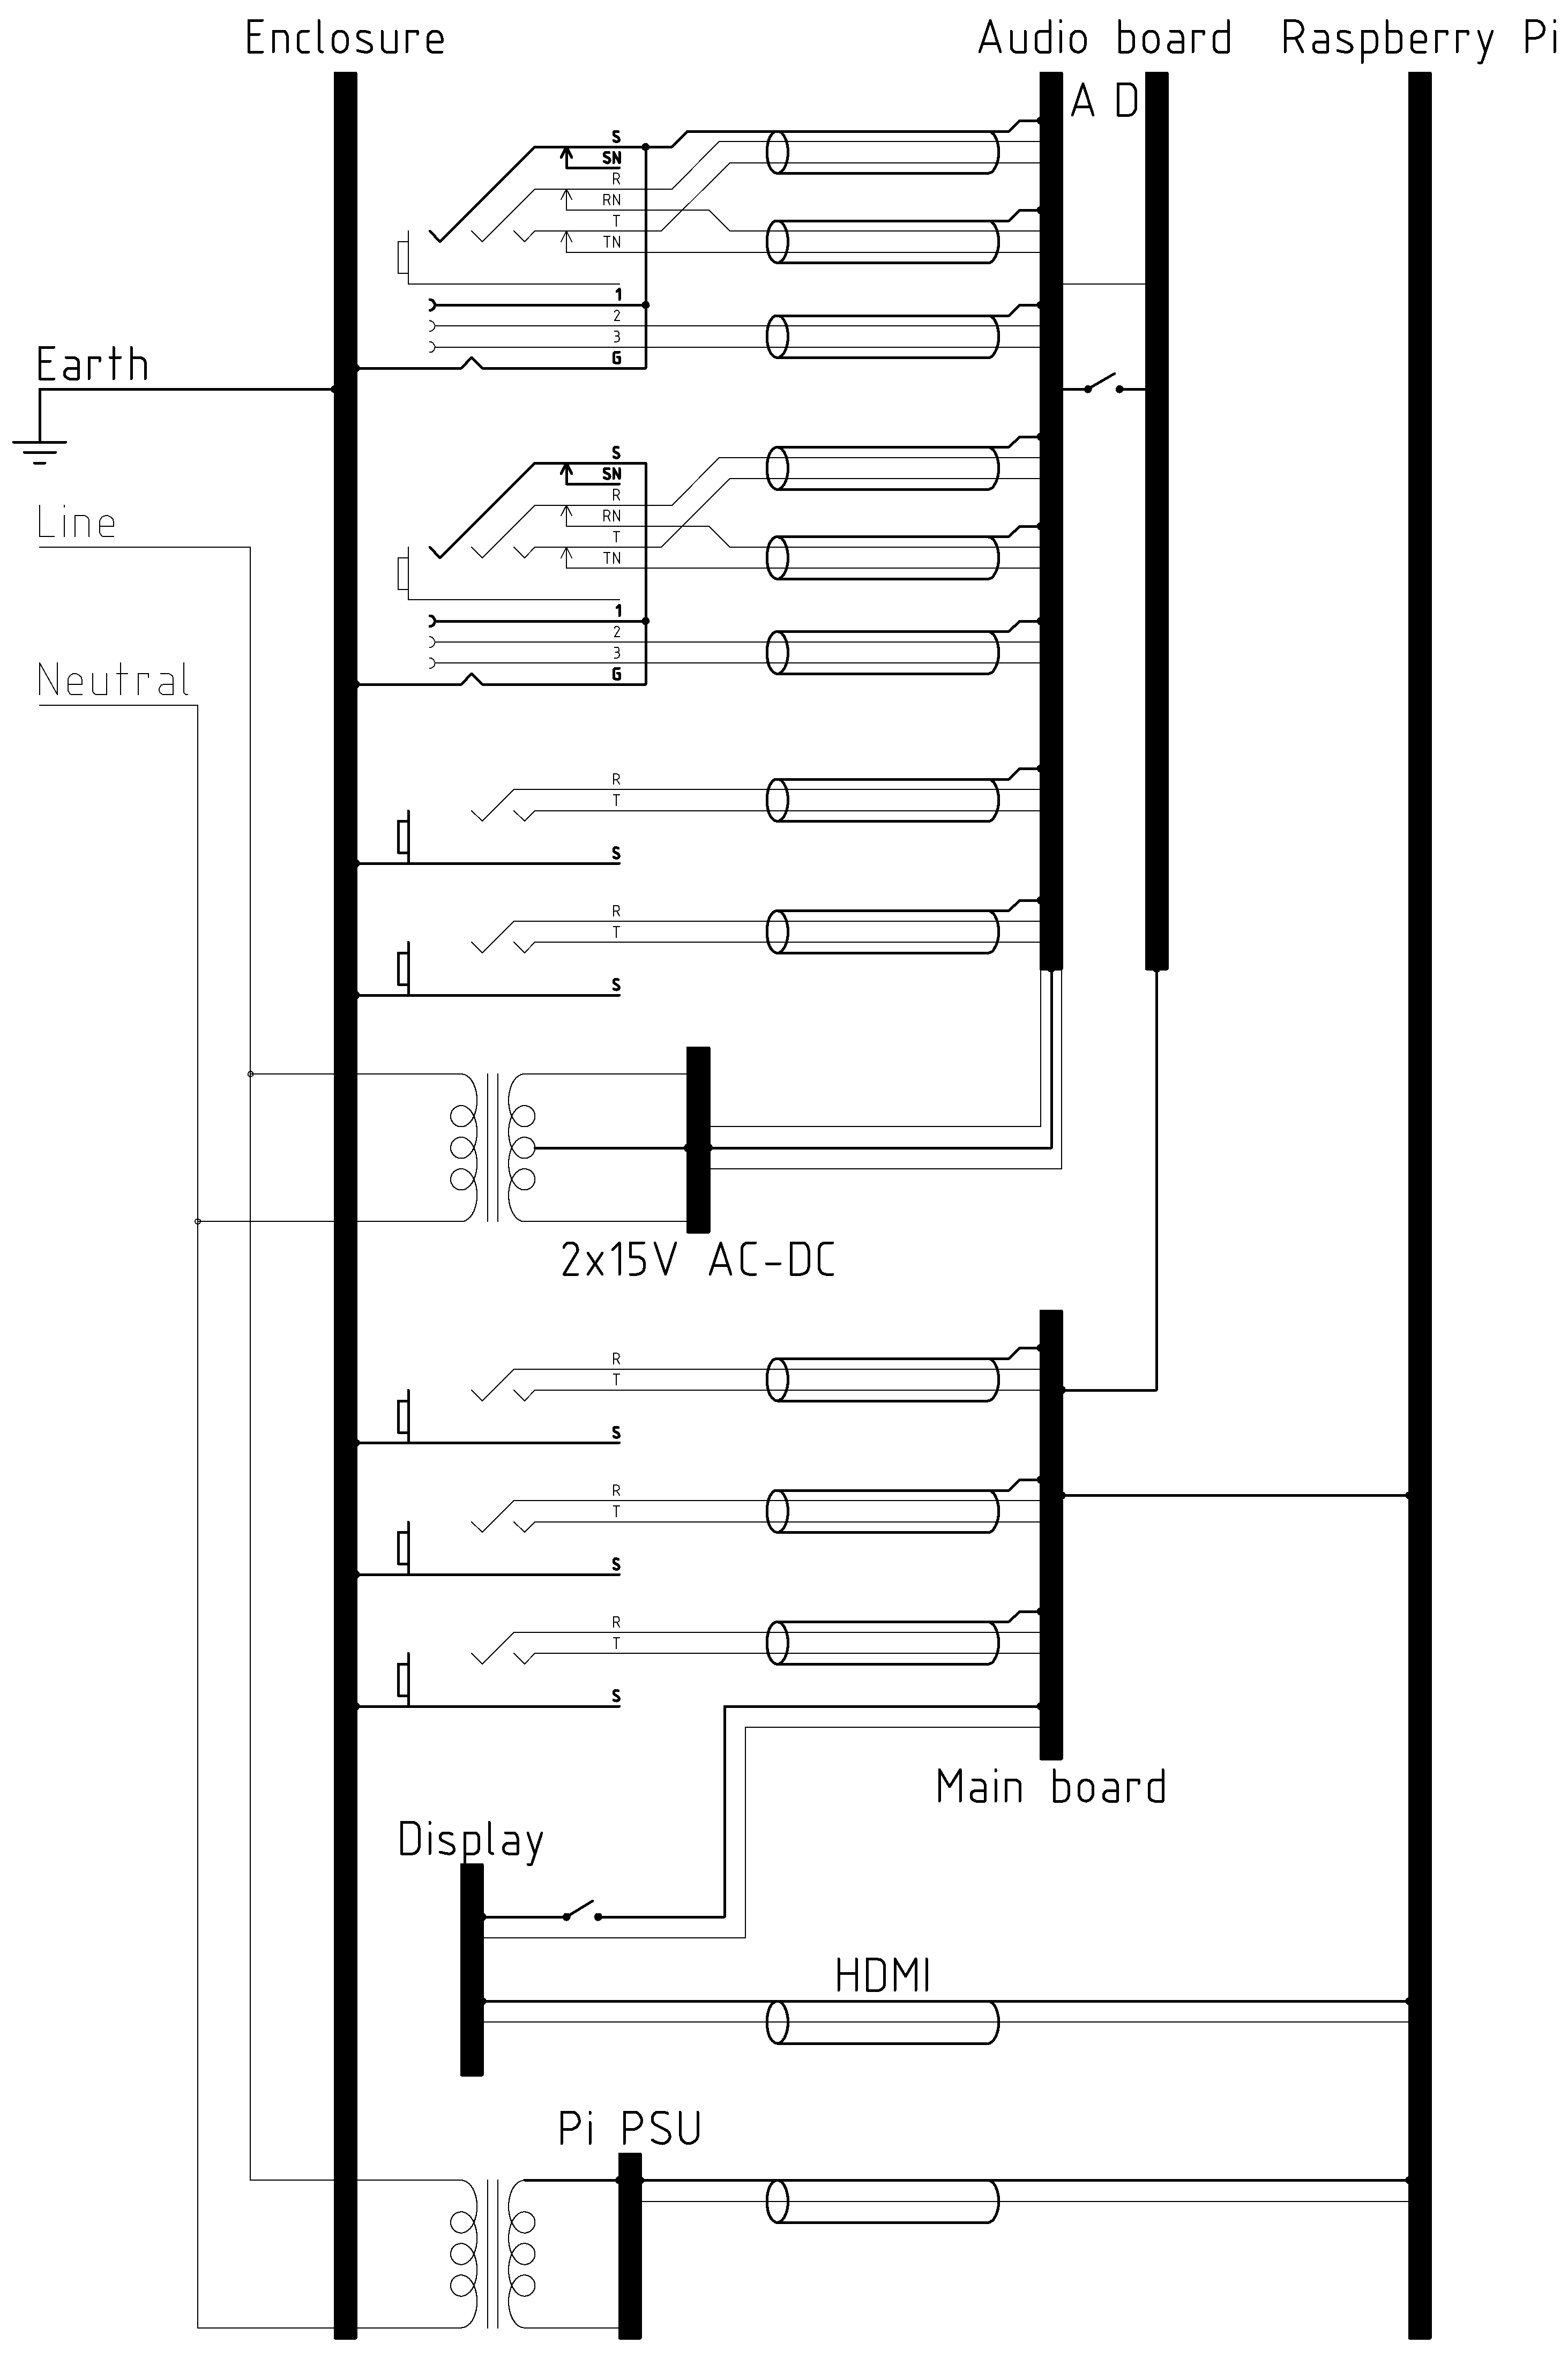 Enclosure
Audio board
Raspberry Pi
A D
S
SN
R
RN
T
TN
1
2
3
G
Earth
S
SN
R
RN
T
TN
1
2
3
G
Line
Neutral
R
T
S
R
T
S
2x15V AC-DC
R
T
S
R
T
S
R
T
S
Main board
Display
HDMI
Pi PSU